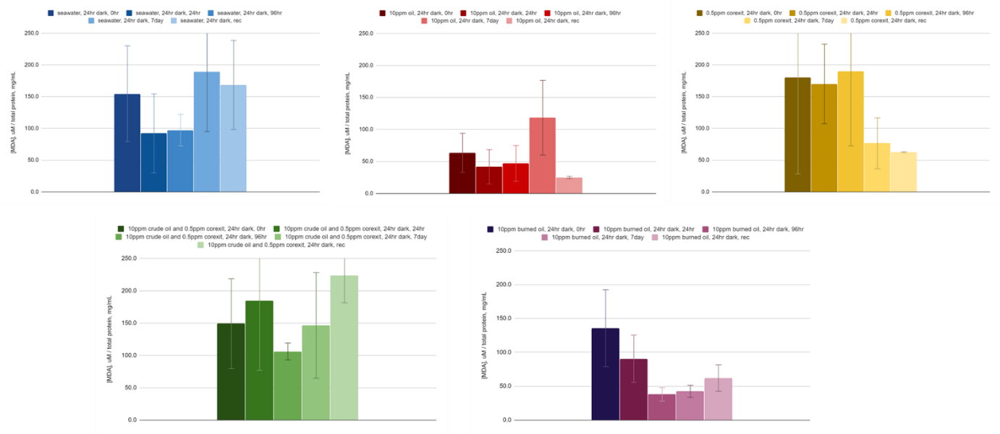 seawater, 24hr dark, 0hr seawater, 24hr dark, 24hr seawater, 24hr dark, 96hr
seawater, 24hr dark, 7day seawater, 24hr dark, rec
[MDA], uM / total protein, mg/mL
250.0
200.0
150.0
100.0
50.0
0.0
10ppm oil, 24hr dark, 0hr 10ppm oil, 24hr dark, 24hr 10ppm oil, 24hr dark, 96hr
10ppm oil, 24hr dark, 7day 10ppm oil, 24hr dark, rec
[MDA], uM / total protein, mg/mL
250.0
200.0
150.0
100.0
50.0
0.0
0.5ppm corexit, 24hr dark, 0hr 0.5ppm corexit, 24hr dark, 24hr 0.5ppm corexit, 24hr dark, 96hr
0.5ppm corexit, 24hr dark, 7day 0.5ppm corexit, 24hr dark, rec
[MDA], uM / total protein, mg/mL
250.0
200.0
150.0
100.0
50.0
0.0
10ppm crude oil and 0.5ppm corexit, 24hr dark, 0hr 10ppm crude oil and 0.5ppm corexit, 24hr dark, 24hr
10ppm crude oil and 0.5ppm corexit, 24hr dark, 96hr 10ppm crude oil and 0.5ppm corexit, 24hr dark, 7day
10ppm crude oil and 0.5ppm corexit, 24hr dark, rec
[MDA], uM / total protein, mg/mL
250.0
200.0
150.0
100.0
50.0
0.0
10ppm burned oil, 24hr dark, 0hr 10ppm burned oil, 24hr dark, 24hr 10ppm burned oil, 24hr dark, 96hr
10ppm burned oil, 24hr dark, 7day 10ppm burned oil, 24hr dark, rec
[MDA], uM / total protein, mg/mL
250.0
200.0
150.0
100.0
50.0
0.0